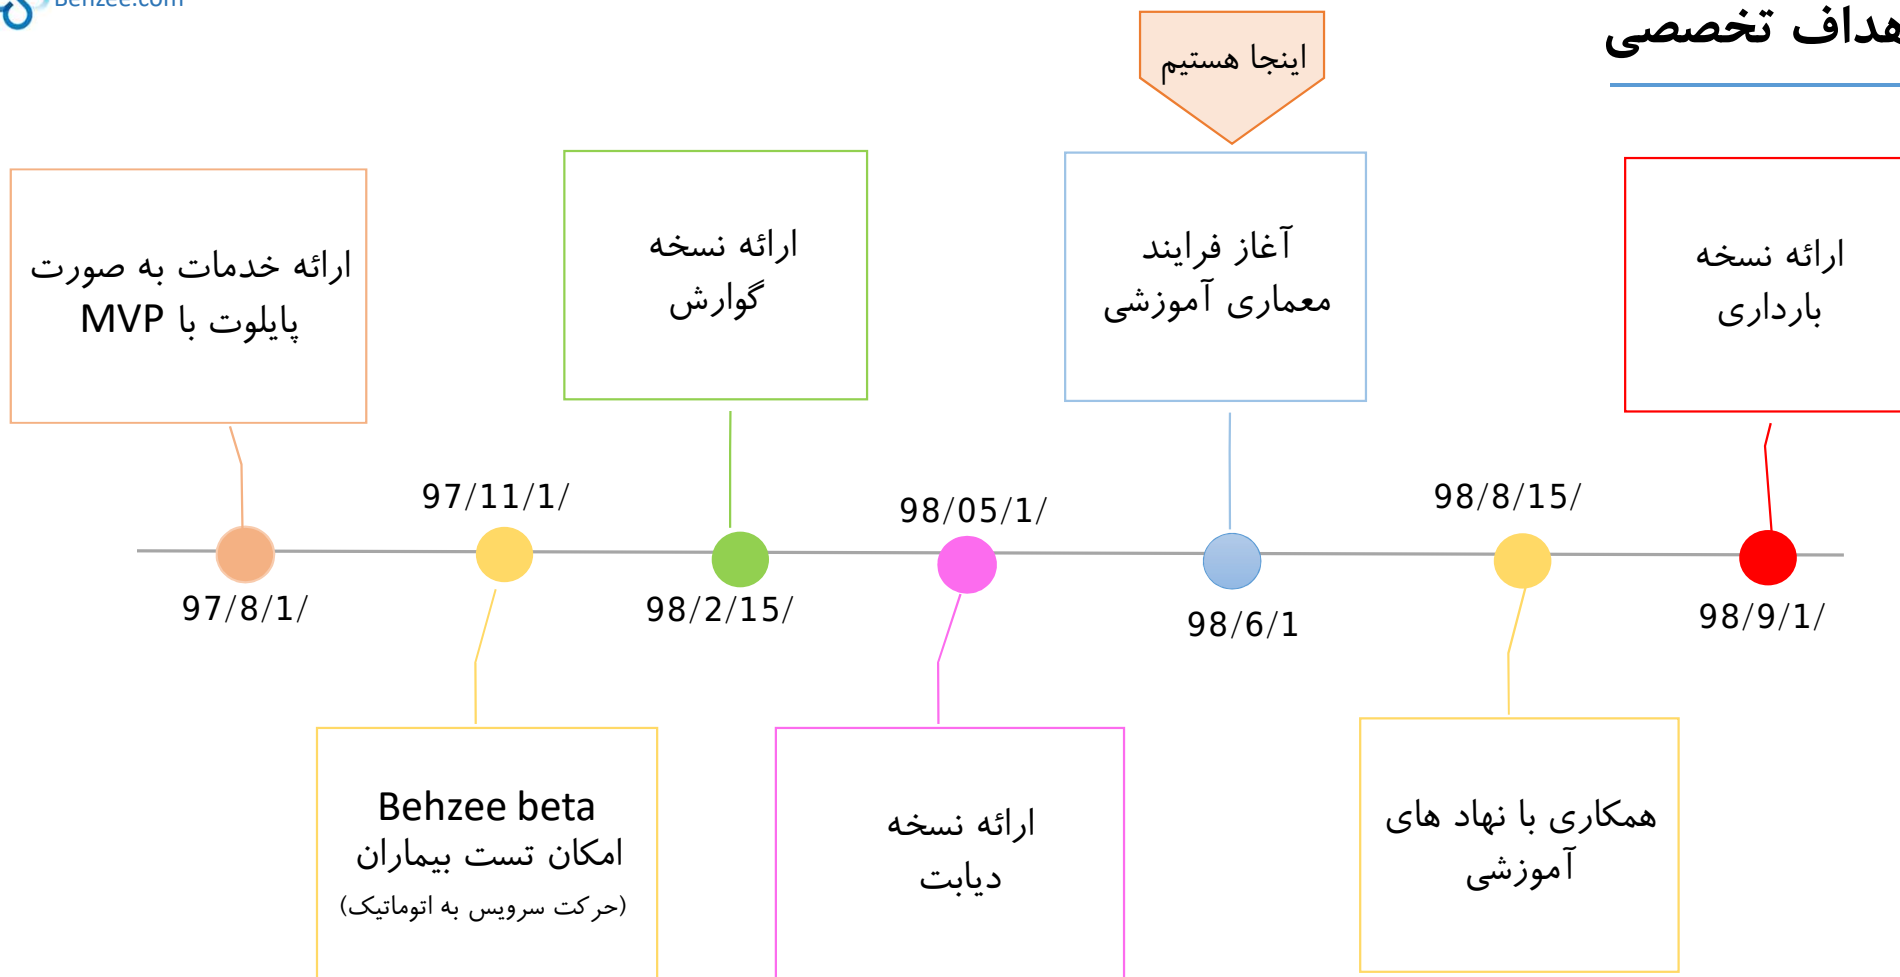 Behzee.com
هداف تخصصی
اینجا هستیم
ارائه خدمات به صورت
پایلوت با MVP
ارائه نسخه
گوارش
آغاز فرایند
معماری آموزشی
ارائه نسخه
بارداری
97/8/1/
97/11/1/
98/2/15/
98/05/1/
98/6/1
98/8/15/
98/9/1/
Behzee beta
امکان تست بیماران
(حرکت سرویس به اتوماتیک)
ارائه نسخه
دیابت
همکاری با نهاد های
آموزشی